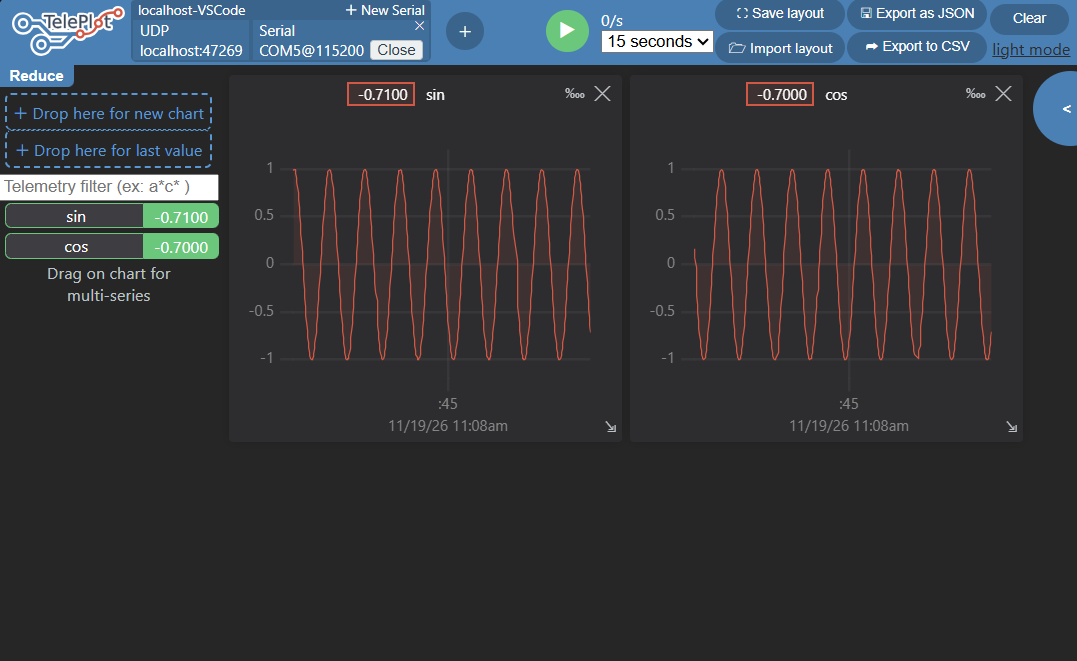 TelePlot
localhost-VSCode
+ New Serial
UDP
localhost:47269
Serial
COM5@115200
Close
+
0/s
15 seconds
Save layout
Import layout
Export as JSON
Export to CSV
Clear
light mode
Reduce
+ Drop here for new chart
+ Drop here for last value
Telemetry filter (ex: a*c* )
sin -0.7100
cos -0.7000
Drag on chart for
multi-series
-0.7100 sin
‱
1
0.5
0
-0.5
-1
:45
11/19/26 11:08am
-0.7000 cos
‱
1
0.5
0
-0.5
-1
:45
11/19/26 11:08am
<